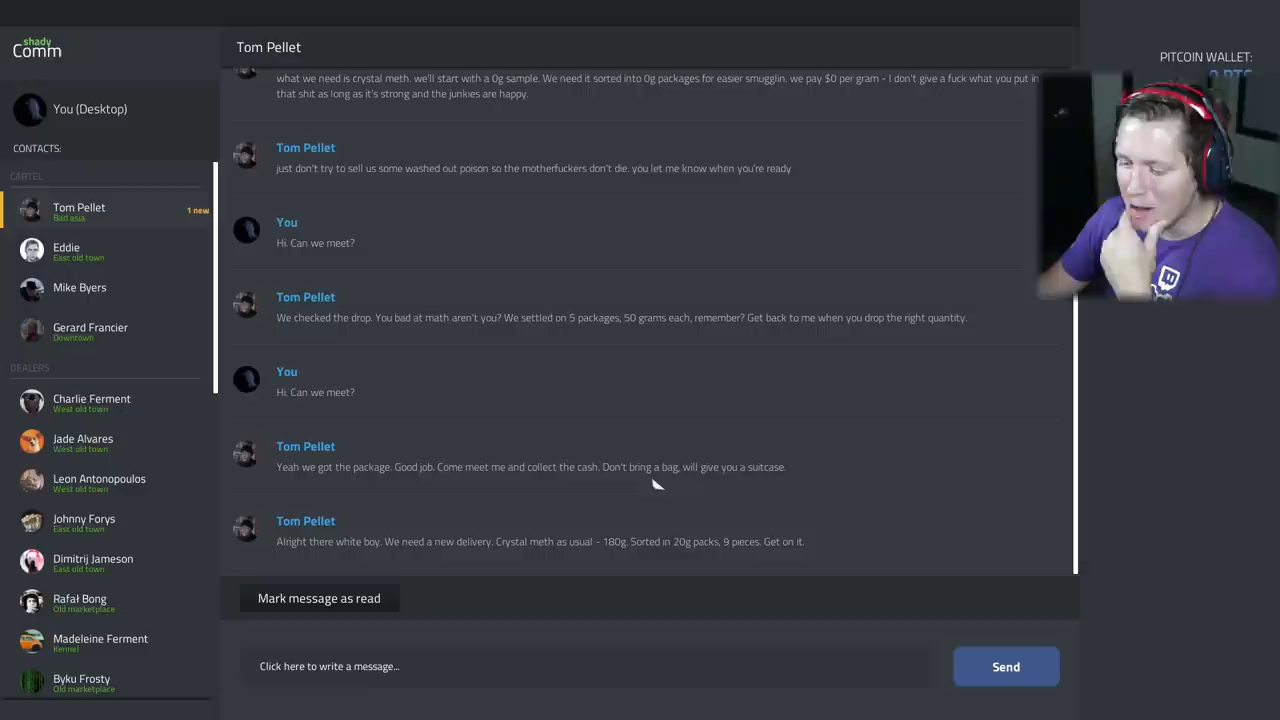 shady
Comm
Tom Pellet
PITCOIN WALLET:
You (Desktop)
CONTACTS:
CARTEL
Tom Pellet
Bad asia
1 new
Eddie
East old town
Mike Byers
Gerard Francier
Downtown
DEALERS
Charlie Ferment
West old town
Jade Alvares
West old town
Leon Antonopoulos
West old town
Johnny Forys
East old town
Dimitrij Jameson
East old town
Rafał Bong
Old marketplace
Madeleine Ferment
Kennel
Byku Frosty
Old marketplace
what we need is crystal meth. we'll start with a 0g sample. We need it sorted into 0g packages for easier smugglin. we pay $0 per gram - I don't give a fuck what you put in
that shit as long as it's strong and the junkies are happy.
Tom Pellet
just don't try to sell us some washed out poison so the motherfuckers don't die. you let me know when you're ready
You
Hi. Can we meet?
Tom Pellet
We checked the drop. You bad at math aren't you? We settled on 5 packages, 50 grams each, remember? Get back to me when you drop the right quantity.
You
Hi. Can we meet?
Tom Pellet
Yeah we got the package. Good job. Come meet me and collect the cash. Don't bring a bag, will give you a suitcase.
Tom Pellet
Alright there white boy. We need a new delivery. Crystal meth as usual - 180g. Sorted in 20g packs, 9 pieces. Get on it.
Mark message as read
Click here to write a message...
Send